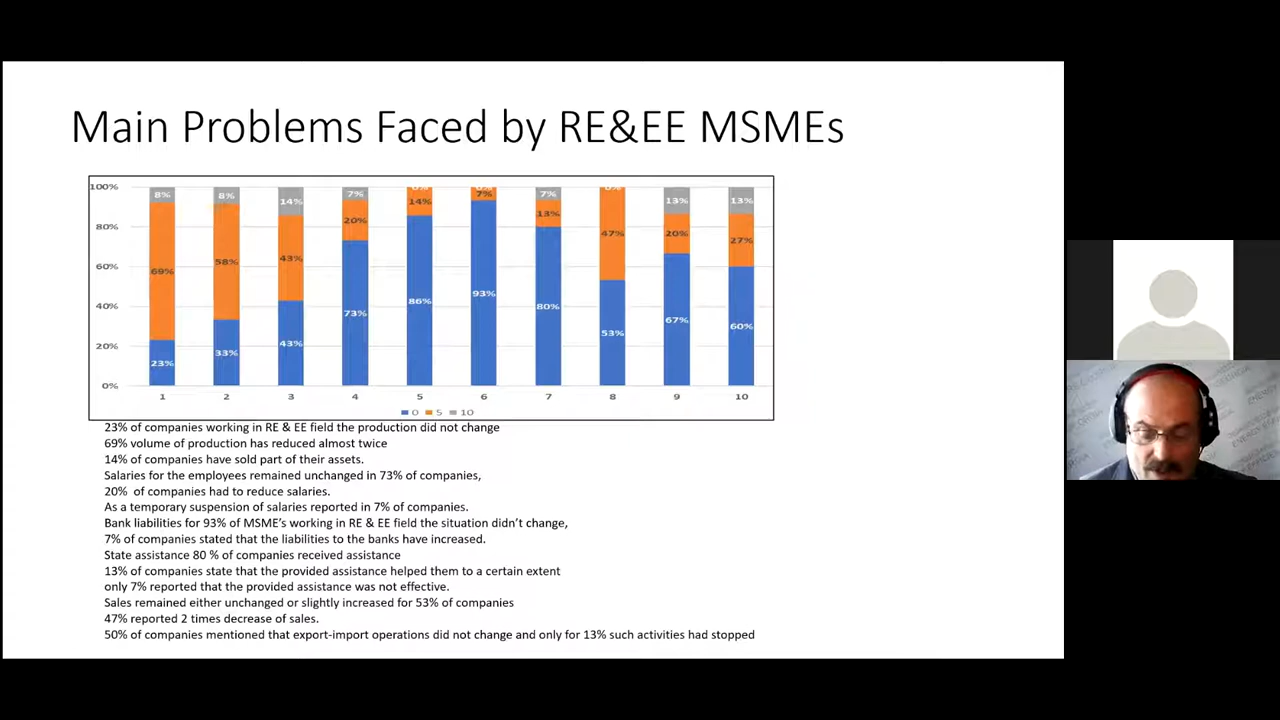 Main Problems Faced by RE&EE MSMEs
100% 8% 8% 14% 7% 0% 0% 7% 0% 13% 13%
14% 7%
80% 20% 13% 47% 20% 27%
60% 69% 58% 43%
40% 73% 86% 93% 80% 53% 67% 60%
20% 23% 33% 43%
0%
1 2 3 4 5 6 7 8 9 10
0 5 10
23% of companies working in RE & EE field the production did not change
69% volume of production has reduced almost twice
14% of companies have sold part of their assets.
Salaries for the employees remained unchanged in 73% of companies,
20% of companies had to reduce salaries.
As a temporary suspension of salaries reported in 7% of companies.
Bank liabilities for 93% of MSME's working in RE & EE field the situation didn't change,
7% of companies stated that the liabilities to the banks have increased.
State assistance 80 % of companies received assistance
13% of companies state that the provided assistance helped them to a certain extent
only 7% reported that the provided assistance was not effective.
Sales remained either unchanged or slightly increased for 53% of companies
47% reported 2 times decrease of sales.
50% of companies mentioned that export-import operations did not change and only for 13% such activities had stopped